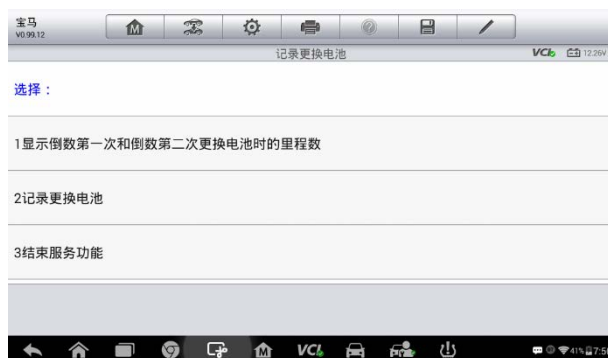 宝马
V0.99.12
记录更换电池
VCI
12.26V
选择：
1显示倒数第一次和倒数第二次更换电池时的里程数
2记录更换电池
3结束服务功能
M VCI 41% 7:5